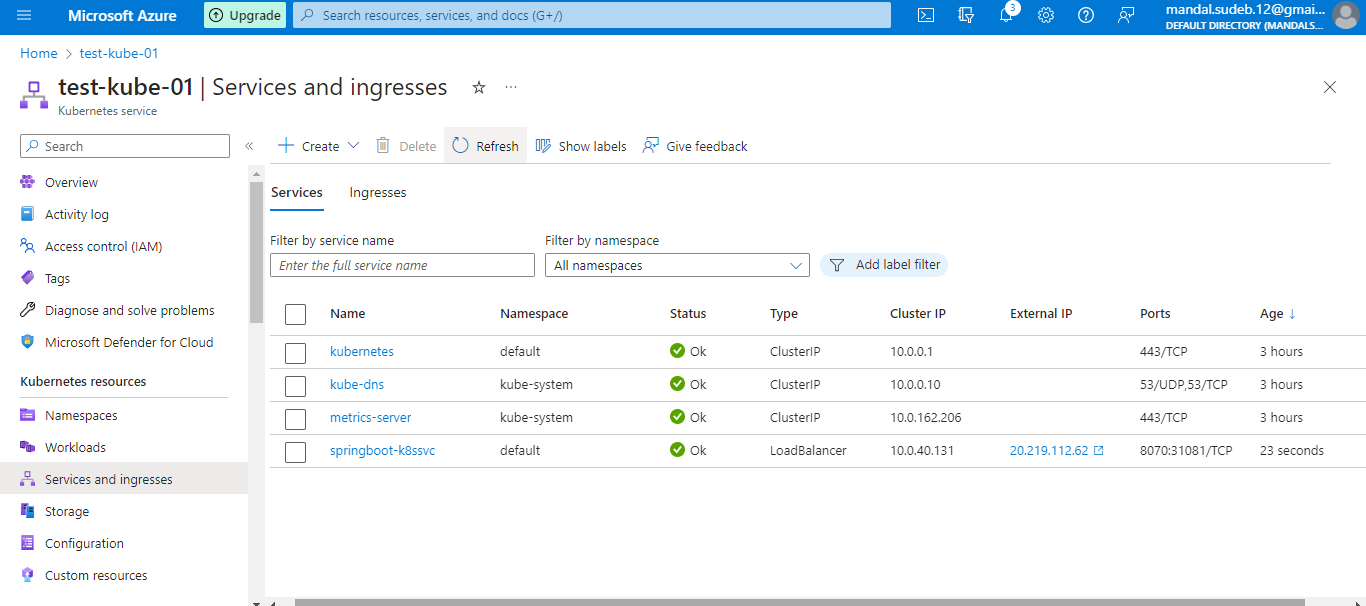 Microsoft Azure
Upgrade
Search resources, services, and docs (G+/)
3
mandal.sudeb.12@gmai...
DEFAULT DIRECTORY (MANDALS...
Home > test-kube-01
test-kube-01 | Services and ingresses
...
Kubernetes service
Search
«
Create
Delete
Refresh
Show labels
Give feedback
Overview
Activity log
Access control (IAM)
Tags
Diagnose and solve problems
Microsoft Defender for Cloud
Kubernetes resources
Namespaces
Workloads
Services and ingresses
Storage
Configuration
Custom resources
Services Ingresses
Filter by service name
Enter the full service name
Filter by namespace
All namespaces
Add label filter
Name Namespace Status Type Cluster IP External IP Ports Age ↓
kubernetes default Ok ClusterIP 10.0.0.1 443/TCP 3 hours
kube-dns kube-system Ok ClusterIP 10.0.0.10 53/UDP,53/TCP 3 hours
metrics-server kube-system Ok ClusterIP 10.0.162.206 443/TCP 3 hours
springboot-k8ssvc default Ok LoadBalancer 10.0.40.131 20.219.112.62 8070:31081/TCP 23 seconds